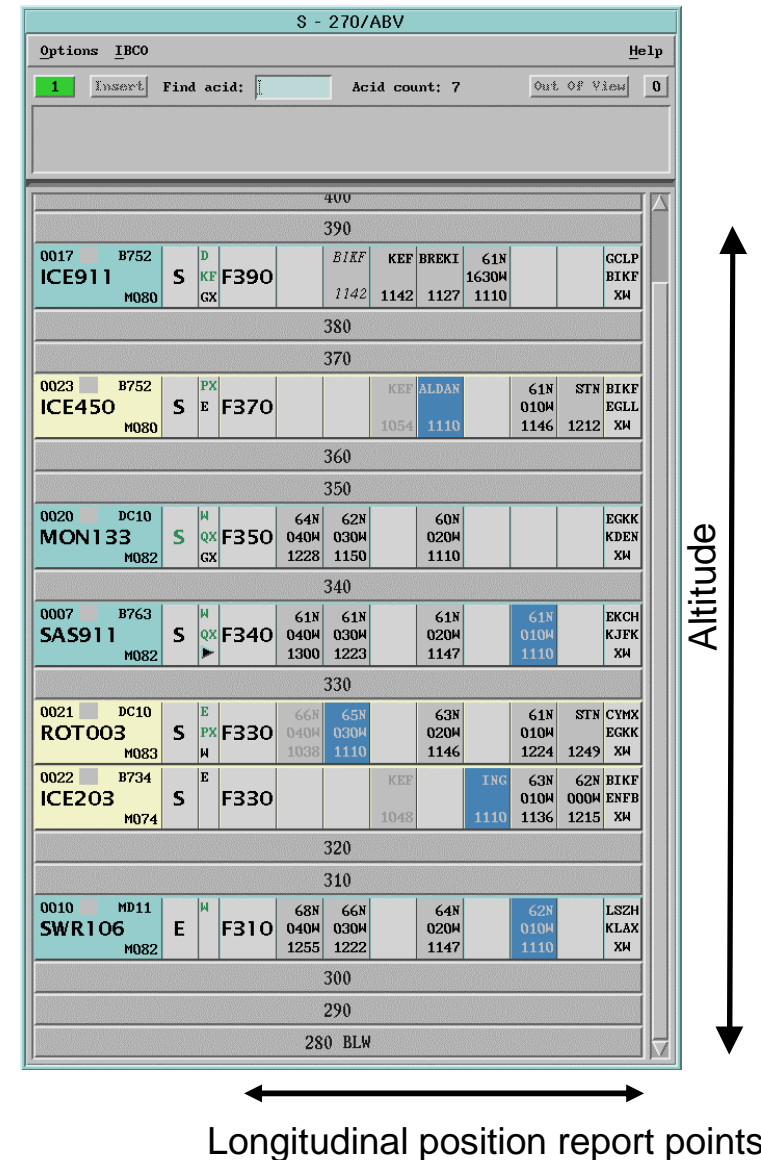 S - 270/ABV
Options IBCO Help
1 Insert Find acid: Acid count: 7 Out Of View 0
400
390
0017 B752 D BIKF KEF BREKI 61N GCLP
ICE911 S KF F390 1630W BIKF
M080 GX 1142 1142 1127 1110 XW
380
370
0023 B752 PX KEF ALDAN 61N STN BIKF
ICE450 S E F370 010W EGLL
M080 1054 1110 1146 1212 XW
360
350
0020 DC10 W 64N 62N 60N EGKK
MON133 S QX F350 040W 030W 020W KDEN
M082 GX 1228 1150 1110 XW
340
0007 B763 W 61N 61N 61N 61N EKCH
SAS911 S QX F340 040W 030W 020W 010W KJFK
M082 1300 1223 1147 1110 XW
330
0021 DC10 E 66N 65N 63N 61N STN CYMX
ROT003 S PX F330 040W 030W 020W 010W EGKK
M083 W 1038 1110 1146 1224 1249 XW
0022 B734 E KEF ING 63N 62N BIKF
ICE203 S F330 010W 000W ENFB
M074 1048 1110 1136 1215 XW
320
310
0010 MD11 W 68N 66N 64N 62N LSZH
SWR106 E F310 040W 030W 020W 010W KLAX
M082 1255 1222 1147 1110 XW
300
290
280 BLW
Altitude
Longitudinal position report points